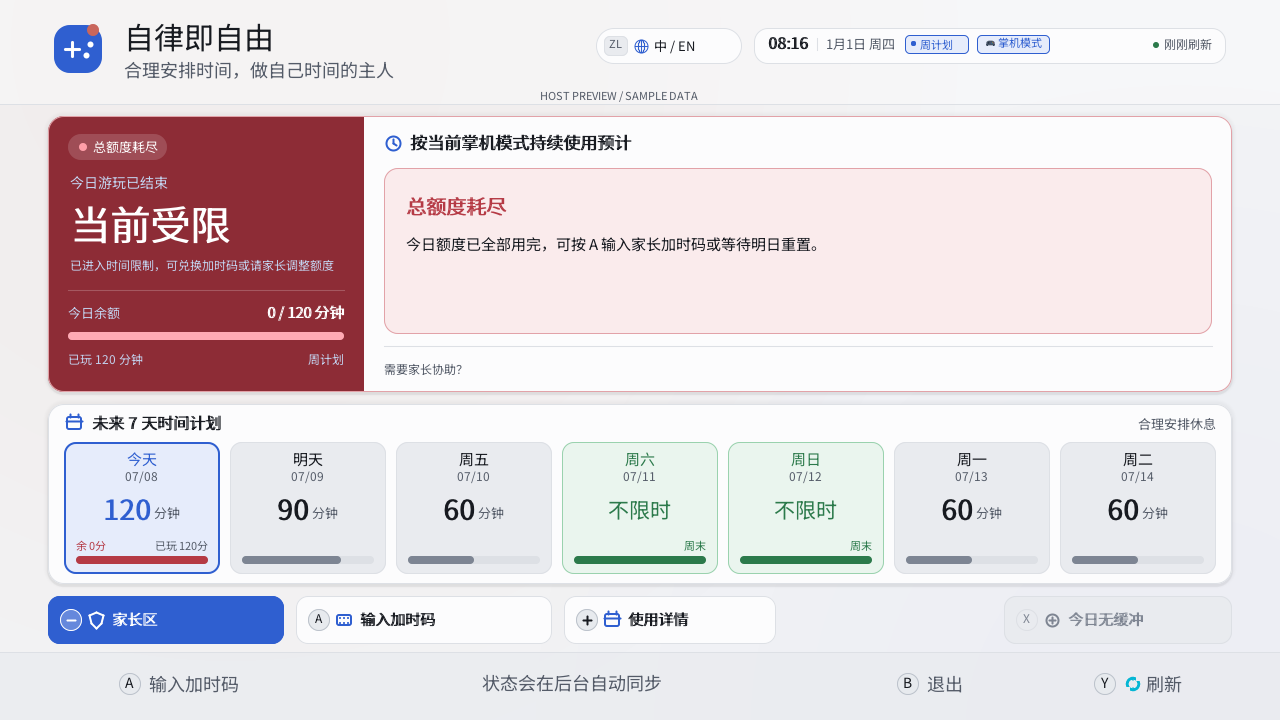 自律即自由
合理安排时间，做自己时间的主人
ZL 中 / EN
08:16 1月1日 周四 周计划 掌机模式 刚刚刷新
HOST PREVIEW / SAMPLE DATA
总额度耗尽
今日游玩已结束
当前受限
已进入时间限制，可兑换加时码或请家长调整额度
今日余额 0 / 120 分钟
已玩 120 分钟 周计划
按当前掌机模式持续使用预计
总额度耗尽
今日额度已全部用完，可按 A 输入家长加时码或等待明日重置。
需要家长协助?
未来 7 天时间计划 合理安排休息
今天
07/08
120 分钟
余 0分 已玩 120分
明天
07/09
90 分钟
周五
07/10
60 分钟
周六
07/11
不限时
周末
周日
07/12
不限时
周末
周一
07/13
60 分钟
周二
07/14
60 分钟
家长区
A 输入加时码
使用详情
X 今日无缓冲
A 输入加时码
状态会在后台自动同步
B 退出
Y 刷新